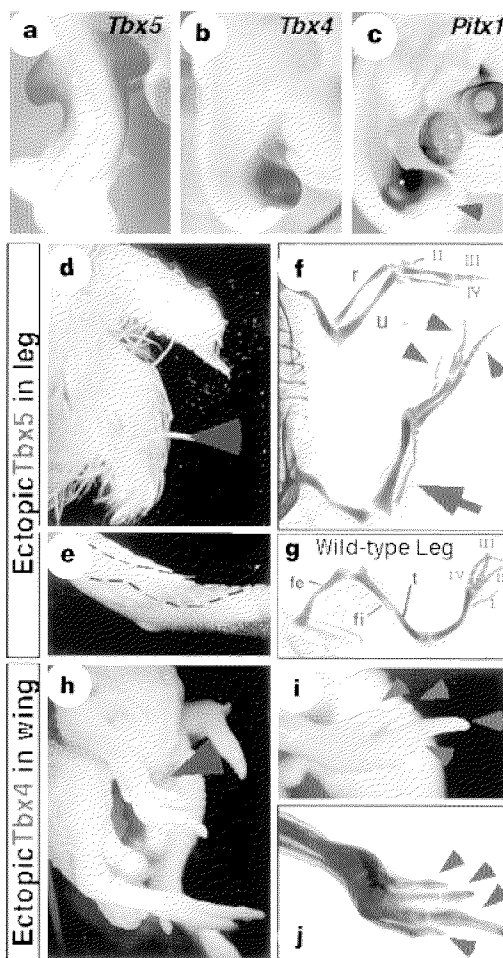 a Tbx5
b Tbx4
c Pitx1
Ectopic Tbx5 in leg
d
f
r
II
III
IV
U
e
g Wild-type Leg
fe
fi
t
III
IV
II
I
Ectopic Tbx4 in wing
h
i
j